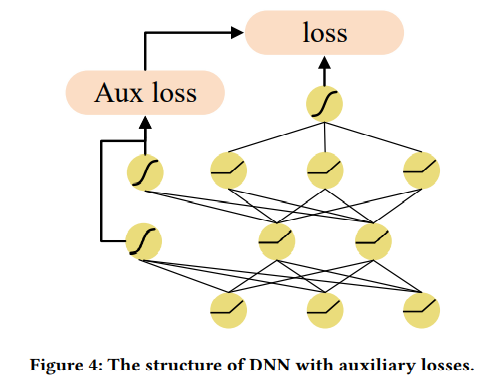 loss
Aux loss
Figure 4: The structure of DNN with auxiliary losses.